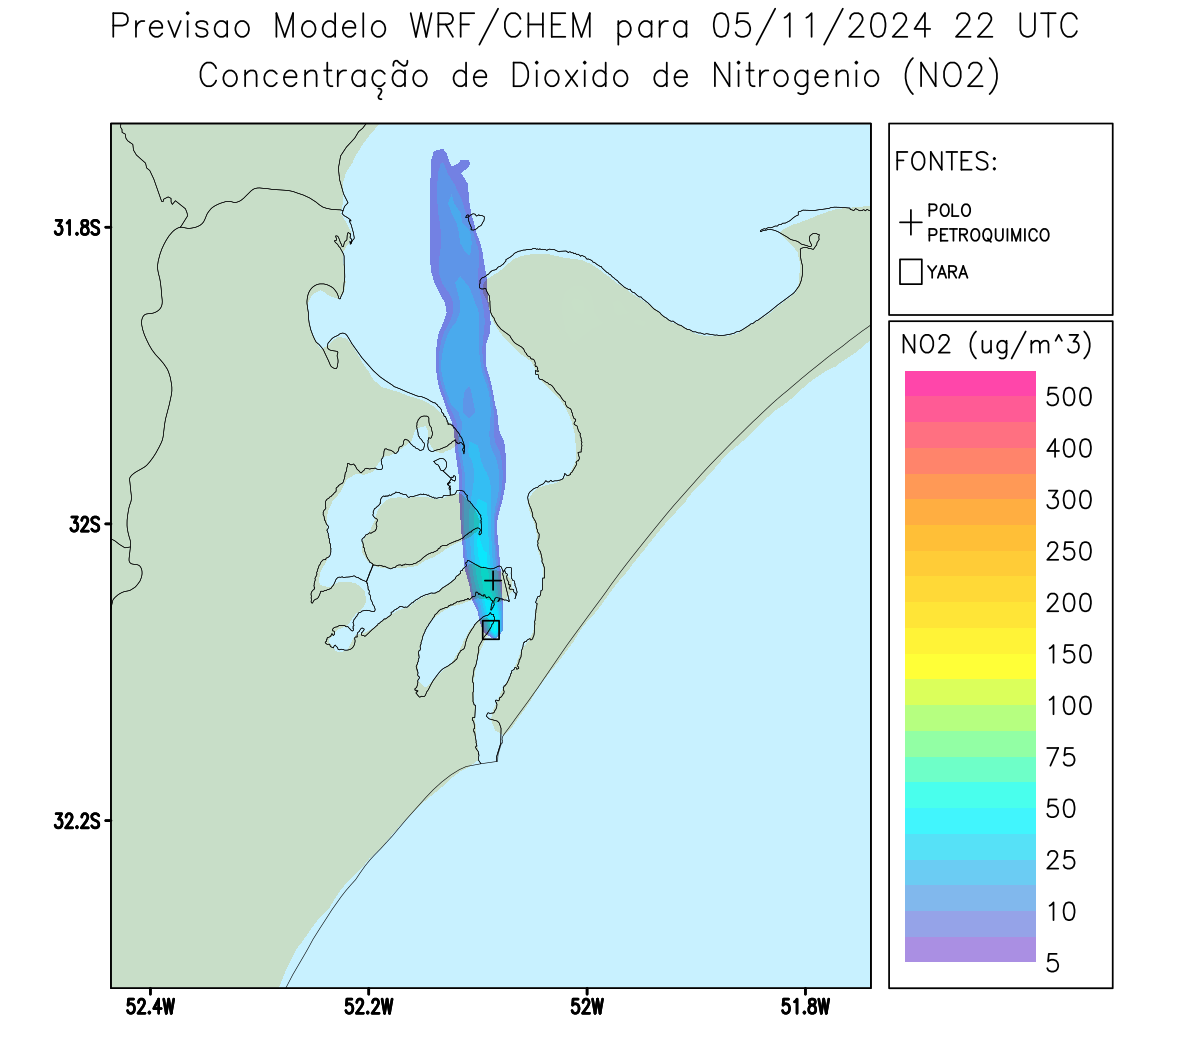 Previsao Modelo WRF/CHEM para 05/11/2024 22 UTC
Concentração de Dioxido de Nitrogenio (NO2)
FONTES:
POLO
PETROQUIMICO
YARA
NO2 (ug/m^3)
500
400
300
250
200
150
100
75
50
25
10
5
31.8S
32S
32.2S
52.4W
52.2W
52W
51.8W